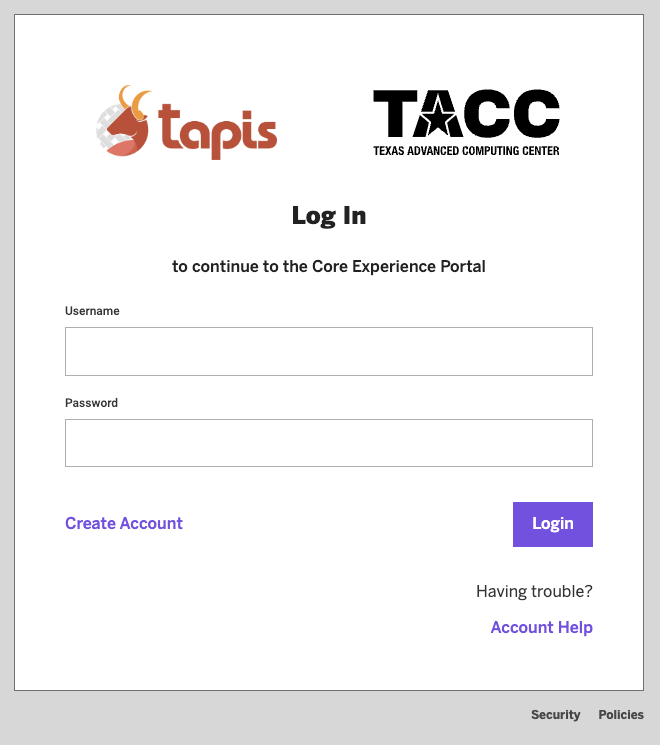 tapis
TACC
TEXAS ADVANCED COMPUTING CENTER
Log In
to continue to the Core Experience Portal
Username
Password
Create Account
Login
Having trouble?
Account Help
Security Policies